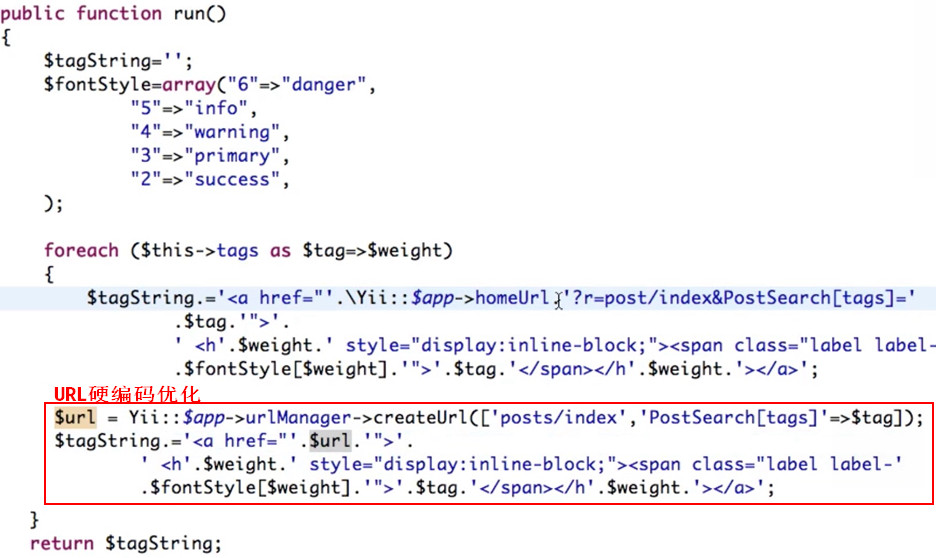 public function run()
{
$tagString='';
$fontStyle=array("6"=>"danger",
"5"=>"info",
"4"=>"warning",
"3"=>"primary",
"2"=>"success",
);
foreach ($this->tags as $tag=>$weight)
{
$tagString.='<a href="'.\Yii::$app->homeUrl.'?r=post/index&PostSearch[tags]='
.$tag.'">'.
' <h'.$weight.' style="display:inline-block;"><span class="label label-
.$fontStyle[$weight].'">'.$tag.'</span></h'.$weight.'></a>';
URL硬编码优化
$url = Yii::$app->urlManager->createUrl(['posts/index','PostSearch[tags]'=>$tag]);
$tagString.='<a href="'.$url.'">'.
' <h'.$weight.' style="display:inline-block;"><span class="label label-'
.$fontStyle[$weight].'">'.$tag.'</span></h'.$weight.'></a>';
}
return $tagString;